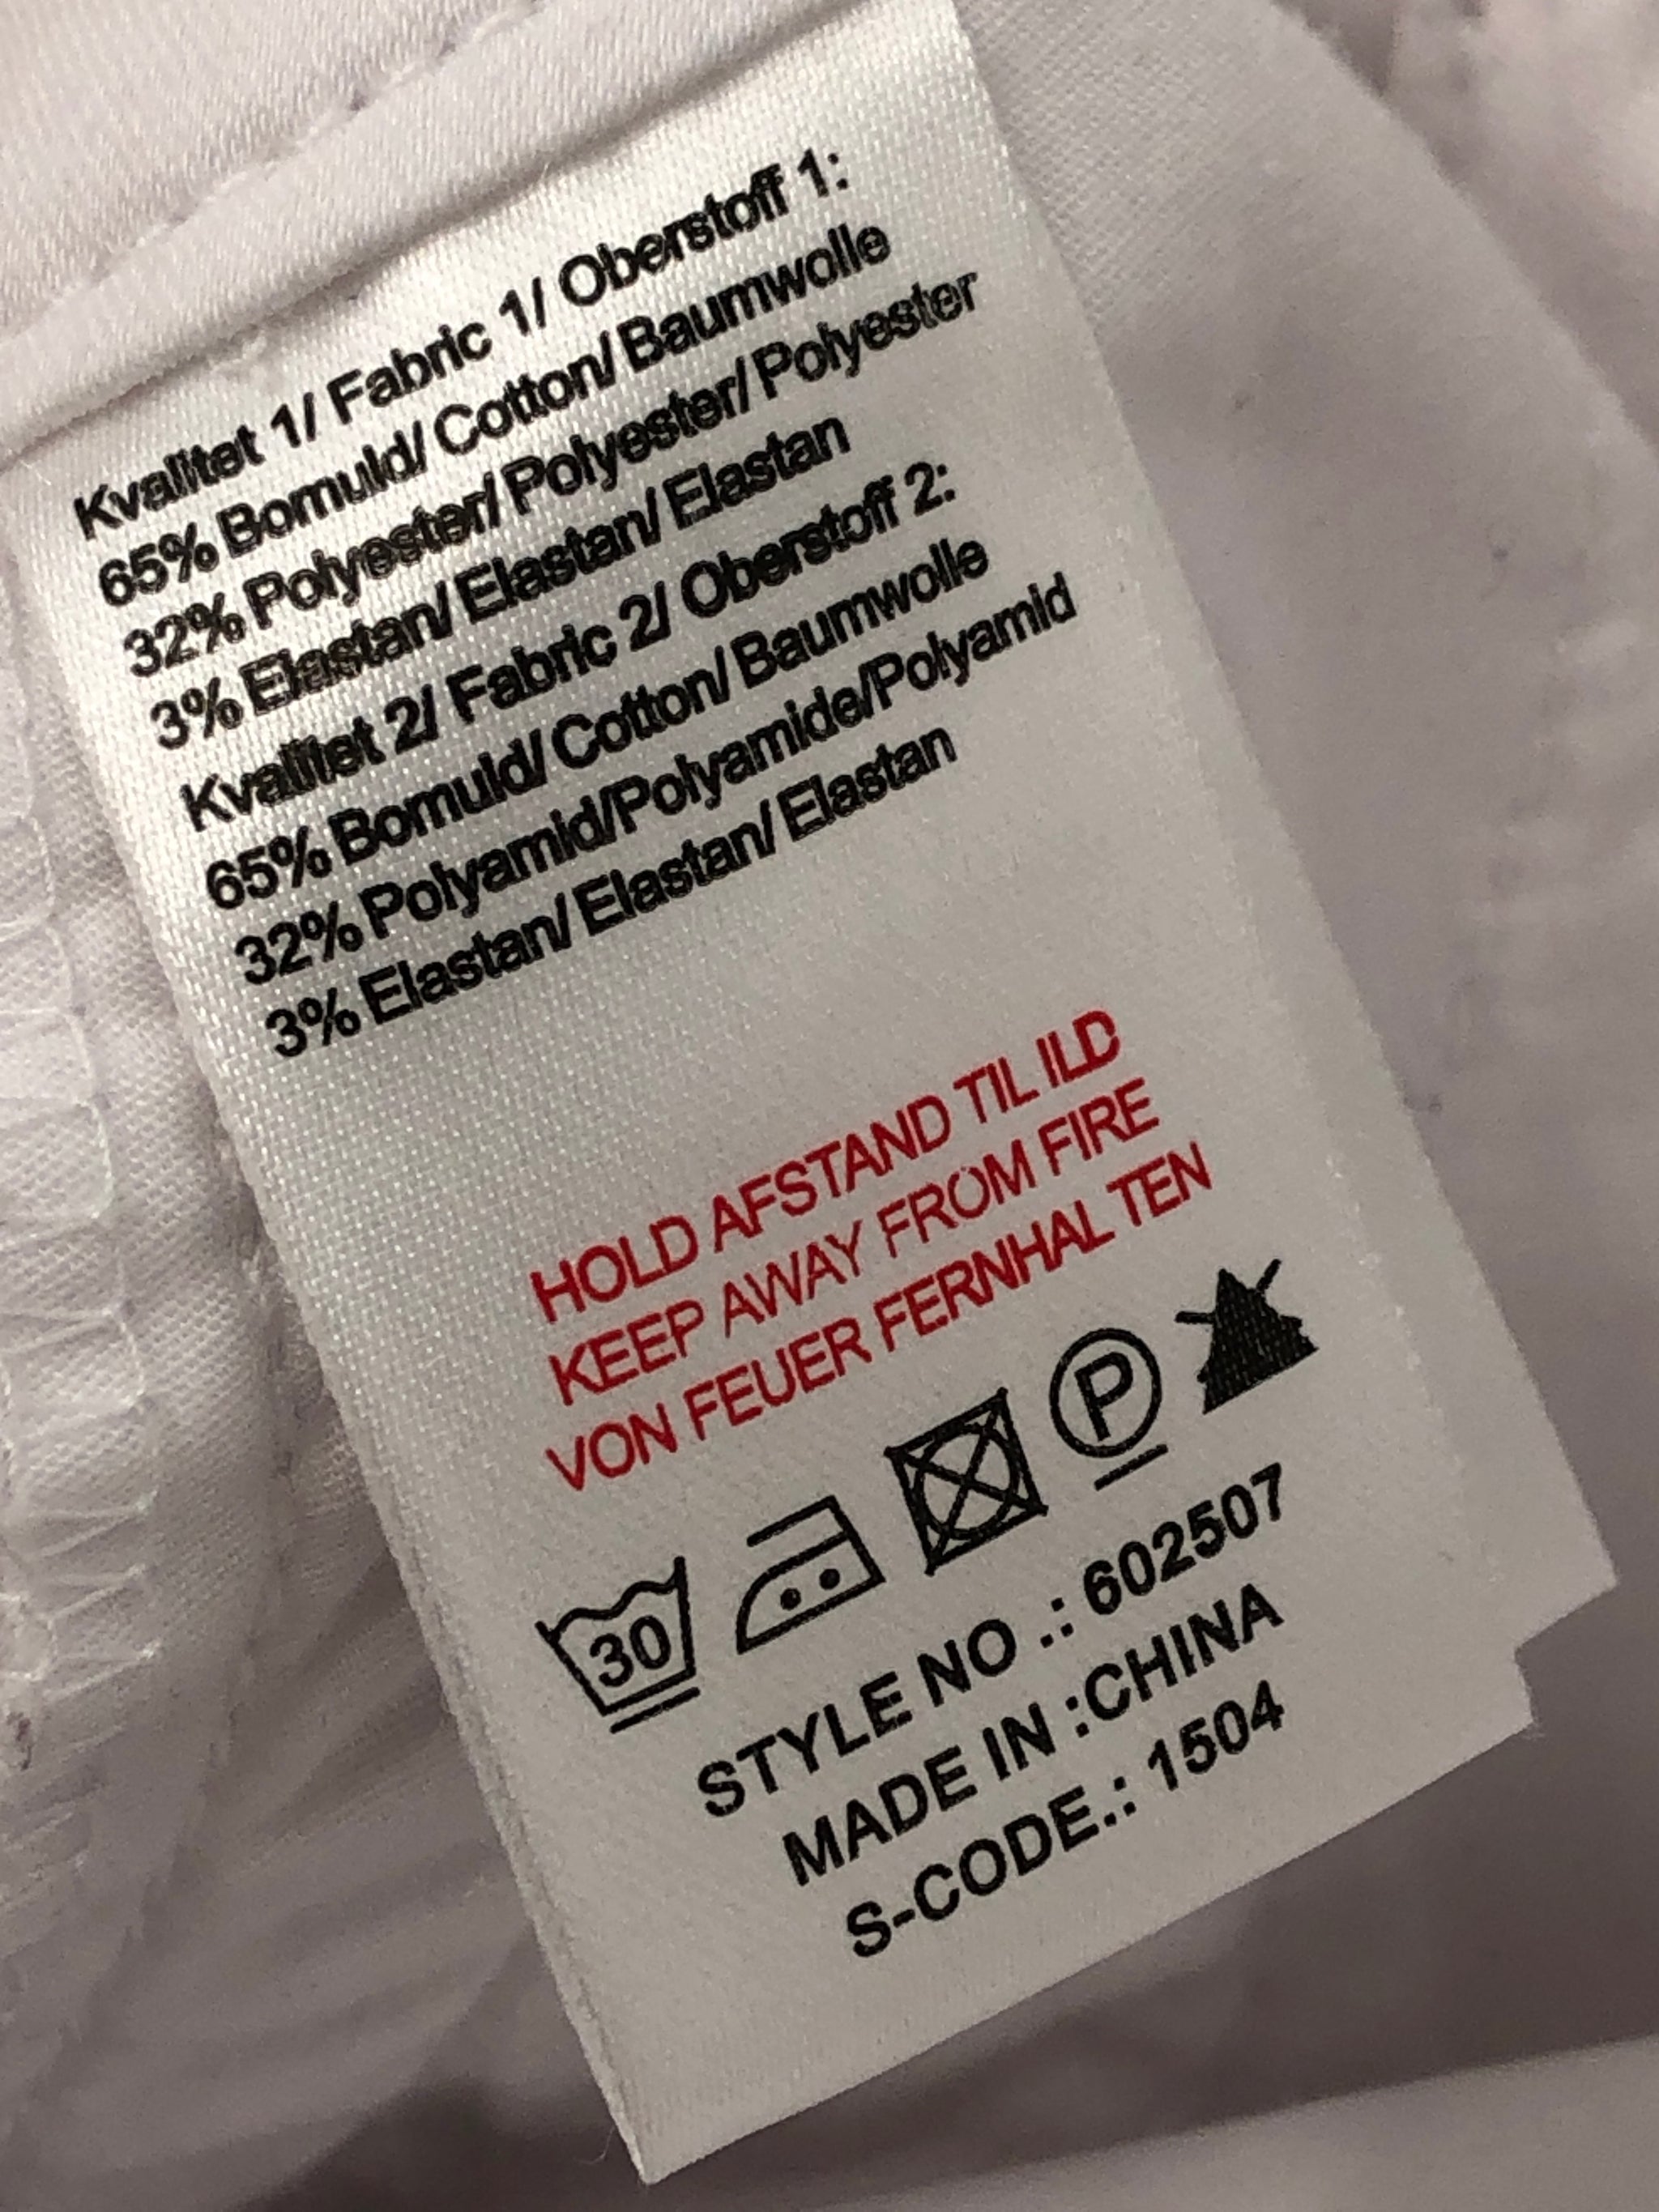 Kvalitet 1/ Fabric 1/ Oberstoff 1:
65% Bomuld/ Cotton/ Baumwolle
32% Polyester/ Polyester/ Polyester
3% Elastan/ Elastan/ Elastan
Kvalitet 2/ Fabric 2/ Oberstoff 2:
65% Bomuld/ Cotton/ Baumwolle
32% Polyamid/Polyamide/Polyamid
3% Elastan/ Elastan/ Elastan
HOLD AFSTAND TIL ILD
KEEP AWAY FROM FIRE
VON FEUER FERNHAL TEN
30 P
STYLE NO .: 602507
MADE IN :CHINA
S-CODE.: 1504